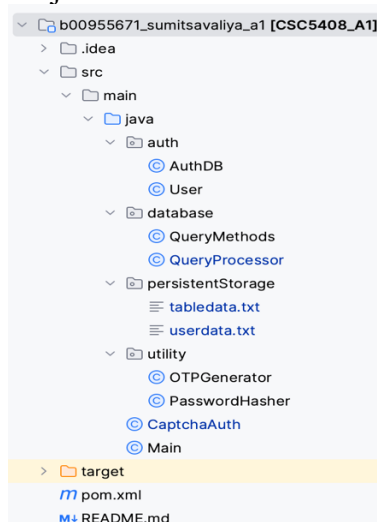 b00955671_sumitsavaliya_a1 [CSC5408_A1]
.idea
src
main
java
auth
C AuthDB
C User
database
C QueryMethods
C QueryProcessor
persistentStorage
tabledata.txt
userdata.txt
utility
C OTPGenerator
C PasswordHasher
C CaptchaAuth
C Main
target
m pom.xml
M↓ README.md